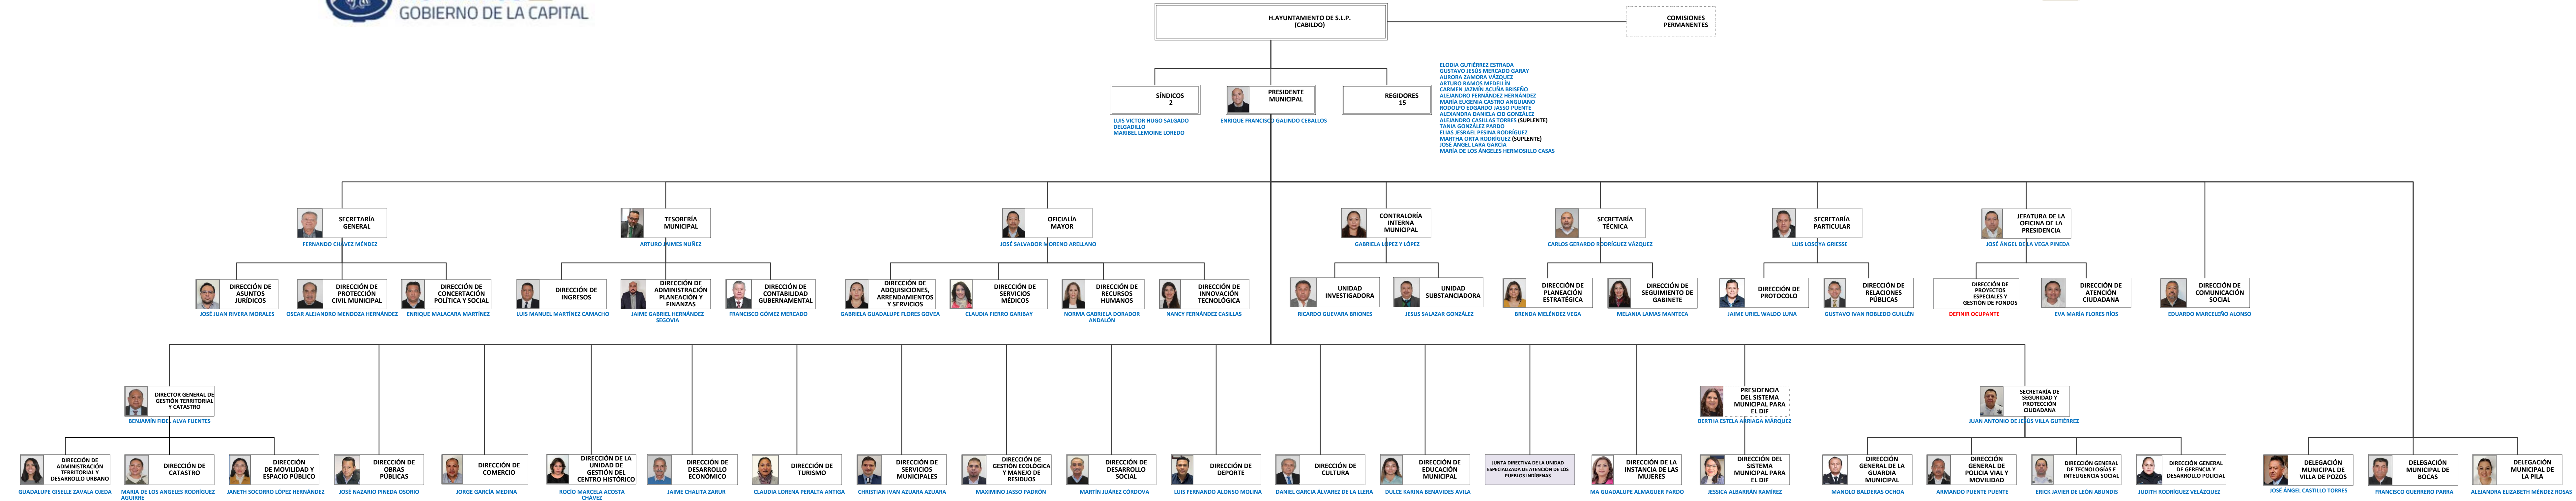 GOBIERNO DE LA CAPITAL
H.AYUNTAMIENTO DE S.L.P.
(CABILDO)
COMISIONES
PERMANENTES
SÍNDICOS
2
LUIS VICTOR HUGO SALGADO
DELGADILLO
MARIBEL LEMOINE LOREDO
PRESIDENTE
MUNICIPAL
ENRIQUE FRANCISCO GALINDO CEBALLOS
REGIDORES
15
ELODIA GUTIÉRREZ ESTRADA
GUSTAVO JESÚS MERCADO GARAY
AURORA ZAMORA VÁZQUEZ
ARTURO RAMOS MEDELLÍN
CARMEN JAZMÍN ACUÑA BRISEÑO
ALEJANDRO FERNÁNDEZ HERNÁNDEZ
MARÍA EUGENIA CASTRO ANGUIANO
RODOLFO EDGARDO JASSO PUENTE
ALEXANDRA DANIELA CID GONZÁLEZ
ALEJANDRO CASILLAS TORRES (SUPLENTE)
TANIA GONZÁLEZ PARDO
ELIAS JESRAEL PESINA RODRÍGUEZ
MARTHA ORTA RODRÍGUEZ (SUPLENTE)
JOSÉ ÁNGEL LARA GARCÍA
MARÍA DE LOS ÁNGELES HERMOSILLO CASAS
SECRETARÍA
GENERAL
FERNANDO CHÁVEZ MÉNDEZ
TESORERÍA
MUNICIPAL
ARTURO JAIMES NUÑEZ
OFICIALÍA
MAYOR
JOSÉ SALVADOR MORENO ARELLANO
CONTRALORÍA
INTERNA
MUNICIPAL
GABRIELA LÓPEZ Y LÓPEZ
SECRETARÍA
TÉCNICA
CARLOS GERARDO RODRÍGUEZ VÁZQUEZ
SECRETARÍA
PARTICULAR
LUIS LOSOYA GRIESSE
JEFATURA DE LA
OFICINA DE LA
PRESIDENCIA
JOSÉ ÁNGEL DE LA VEGA PINEDA
DIRECCIÓN DE
ASUNTOS
JURÍDICOS
JOSÉ JUAN RIVERA MORALES
DIRECCIÓN DE
PROTECCIÓN
CIVIL MUNICIPAL
OSCAR ALEJANDRO MENDOZA HERNÁNDEZ
DIRECCIÓN DE
CONCERTACIÓN
POLÍTICA Y SOCIAL
ENRIQUE MALACARA MARTÍNEZ
DIRECCIÓN DE
INGRESOS
LUIS MANUEL MARTÍNEZ CAMACHO
DIRECCIÓN DE
ADMINISTRACIÓN
PLANEACIÓN Y
FINANZAS
JAIME GABRIEL HERNÁNDEZ
SEGOVIA
DIRECCIÓN DE
CONTABILIDAD
GUBERNAMENTAL
FRANCISCO GÓMEZ MERCADO
DIRECCIÓN DE
ADQUISICIONES,
ARRENDAMIENTOS
Y SERVICIOS
GABRIELA GUADALUPE FLORES GOVEA
DIRECCIÓN DE
SERVICIOS
MÉDICOS
CLAUDIA FIERRO GARIBAY
DIRECCIÓN DE
RECURSOS
HUMANOS
NORMA GABRIELA DORADOR
ANDALÓN
DIRECCIÓN DE
INNOVACIÓN
TECNOLÓGICA
NANCY FERNÁNDEZ CASILLAS
UNIDAD
INVESTIGADORA
RICARDO GUEVARA BRIONES
UNIDAD
SUBSTANCIADORA
JESUS SALAZAR GONZÁLEZ
DIRECCIÓN DE
PLANEACIÓN
ESTRATÉGICA
BRENDA MELÉNDEZ VEGA
DIRECCIÓN DE
SEGUIMIENTO DE
GABINETE
MELANIA LAMAS MANTECA
DIRECCIÓN DE
PROTOCOLO
JAIME URIEL WALDO LUNA
DIRECCIÓN DE
RELACIONES
PÚBLICAS
GUSTAVO IVAN ROBLEDO GUILLÉN
DIRECCIÓN DE
PROYECTOS
ESPECIALES Y
GESTIÓN DE FONDOS
DEFINIR OCUPANTE
DIRECCIÓN DE
ATENCIÓN
CIUDADANA
EVA MARÍA FLORES RÍOS
DIRECCIÓN DE
COMUNICACIÓN
SOCIAL
EDUARDO MARCELEÑO ALONSO
DIRECTOR GENERAL DE
GESTIÓN TERRITORIAL
Y CATASTRO
BENJAMÍN FIDEL ALVA FUENTES
PRESIDENCIA
DEL SISTEMA
MUNICIPAL PARA
EL DIF
BERTHA ESTELA ARRIAGA MÁRQUEZ
SECRETARÍA DE
SEGURIDAD Y
PROTECCIÓN
CIUDADANA
JUAN ANTONIO DE JESÚS VILLA GUTIÉRREZ
DIRECCIÓN DE
ADMINISTRACIÓN
TERRITORIAL Y
DESARROLLO URBANO
GUADALUPE GISELLE ZAVALA OJEDA
DIRECCIÓN DE
CATASTRO
MARIA DE LOS ANGELES RODRÍGUEZ
AGUIRRE
DIRECCIÓN
DE MOVILIDAD Y
ESPACIO PÚBLICO
JANETH SOCORRO LÓPEZ HERNÁNDEZ
DIRECCIÓN DE
OBRAS
PÚBLICAS
JOSÉ NAZARIO PINEDA OSORIO
DIRECCIÓN DE
COMERCIO
JORGE GARCÍA MEDINA
DIRECCIÓN DE LA
UNIDAD DE
GESTIÓN DEL
CENTRO HISTÓRICO
ROCÍO MARCELA ACOSTA
CHÁVEZ
DIRECCIÓN DE
DESARROLLO
ECONÓMICO
JAIME CHALITA ZARUR
DIRECCIÓN DE
TURISMO
CLAUDIA LORENA PERALTA ANTIGA
DIRECCIÓN DE
SERVICIOS
MUNICIPALES
CHRISTIAN IVAN AZUARA AZUARA
DIRECCIÓN DE
GESTIÓN ECOLÓGICA
Y MANEJO DE
RESIDUOS
MAXIMINO JASSO PADRÓN
DIRECCIÓN DE
DESARROLLO
SOCIAL
MARTÍN JUÁREZ CÓRDOVA
DIRECCIÓN DE
DEPORTE
LUIS FERNANDO ALONSO MOLINA
DIRECCIÓN DE
CULTURA
DANIEL GARCIA ÁLVAREZ DE LA LLERA
DIRECCIÓN DE
EDUCACIÓN
MUNICIPAL
DULCE KARINA BENAVIDES AVILA
JUNTA DIRECTIVA DE LA UNIDAD
ESPECIALIZADA DE ATENCIÓN DE LOS
PUEBLOS INDÍGENAS
DIRECCIÓN DE LA
INSTANCIA DE LAS
MUJERES
MA GUADALUPE ALMAGUER PARDO
DIRECCIÓN DEL
SISTEMA
MUNICIPAL PARA
EL DIF
JESSICA ALBARRÁN RAMÍREZ
DIRECCIÓN
GENERAL DE LA
GUARDIA
MUNICIPAL
MANOLO BALDERAS OCHOA
DIRECCIÓN
GENERAL DE
POLICIA VIAL Y
MOVILIDAD
ARMANDO PUENTE PUENTE
DIRECCIÓN GENERAL
DE TECNOLOGÍAS E
INTELIGENCIA SOCIAL
ERICK JAVIER DE LEÓN ABUNDIS
DIRECCIÓN GENERAL
DE GERENCIA Y
DESARROLLO POLICIAL
JUDITH RODRÍGUEZ VELÁZQUEZ
DELEGACIÓN
MUNICIPAL DE
VILLA DE POZOS
JOSÉ ÁNGEL CASTILLO TORRES
DELEGACIÓN
MUNICIPAL DE
BOCAS
FRANCISCO GUERRERO PARRA
DELEGACIÓN
MUNICIPAL DE
LA PILA
ALEJANDRA ELIZABETH MÉNDEZ RIOS